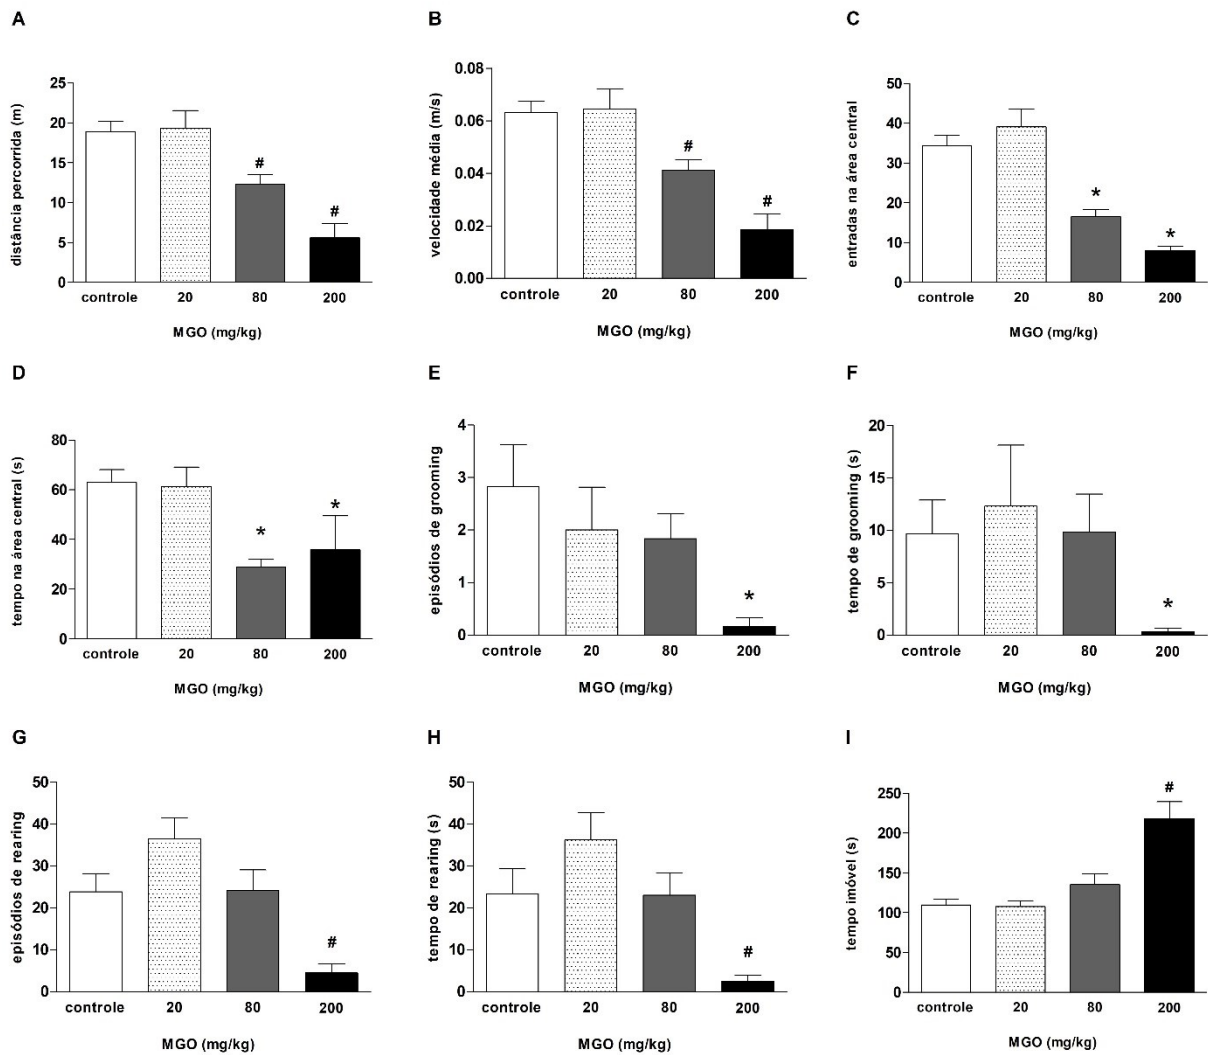 A
distância percorrida (m)
25
20
15
10
5
0
#
#
controle 20 80 200
MGO (mg/kg)
B
velocidade média (m/s)
0.08
0.06
0.04
0.02
0.00
#
#
controle 20 80 200
MGO (mg/kg)
C
entradas na área central
50
40
30
20
10
0
*
*
controle 20 80 200
MGO (mg/kg)
D
tempo na área central (s)
80
60
40
20
0
*
*
controle 20 80 200
MGO (mg/kg)
E
episódios de grooming
4
3
2
1
0
*
controle 20 80 200
MGO (mg/kg)
F
tempo de grooming (s)
20
15
10
5
0
*
controle 20 80 200
MGO (mg/kg)
G
episódios de rearing
50
40
30
20
10
0
#
controle 20 80 200
MGO (mg/kg)
H
tempo de rearing (s)
50
40
30
20
10
0
#
controle 20 80 200
MGO (mg/kg)
I
tempo imóvel (s)
250
200
150
100
50
0
#
controle 20 80 200
MGO (mg/kg)